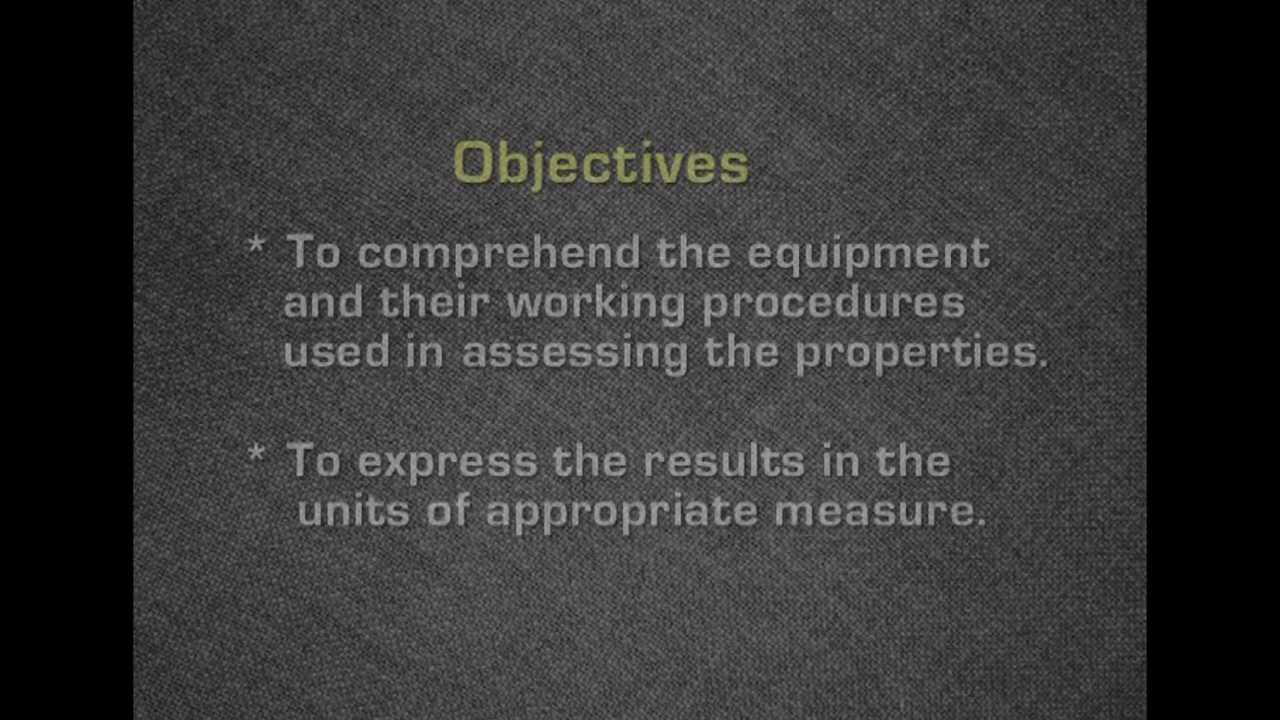 Objectives
* To comprehend the equipment
and their working procedures
used in assessing the properties.
* To express the results in the
units of appropriate measure.